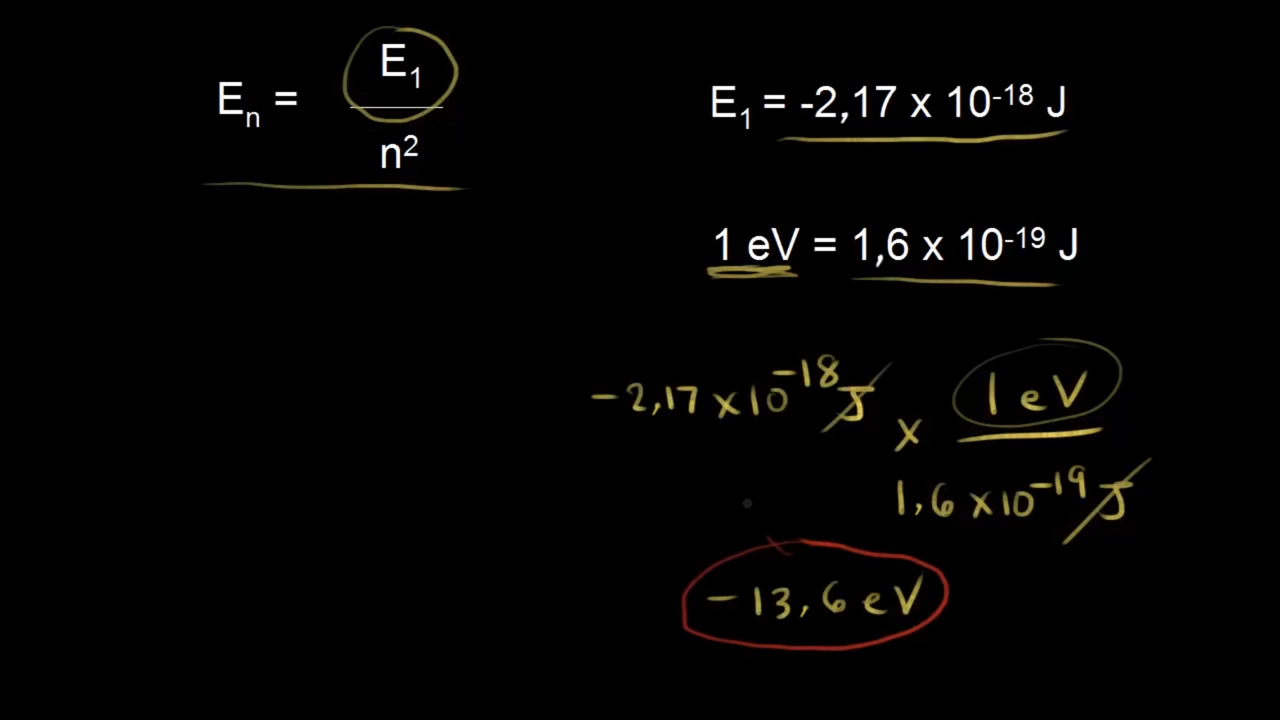 Eₙ = E₁ / n²
E₁ = -2,17 x 10⁻¹⁸ J
1 eV = 1,6 x 10⁻¹⁹ J
-2,17 x 10⁻¹⁸ J x 1 eV
1,6 x 10⁻¹⁹ J
-13,6 eV